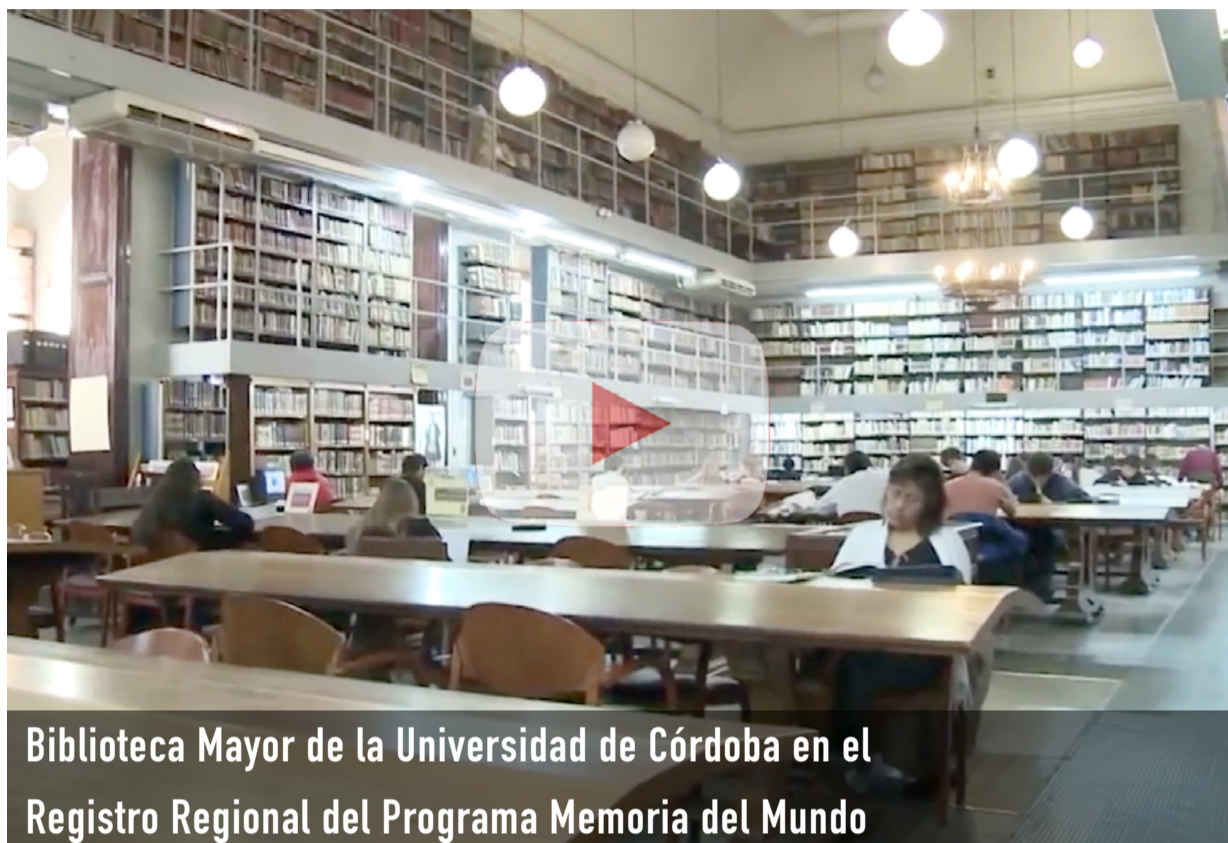 Biblioteca Mayor de la Universidad de Córdoba en el
Registro Regional del Programa Memoria del Mundo